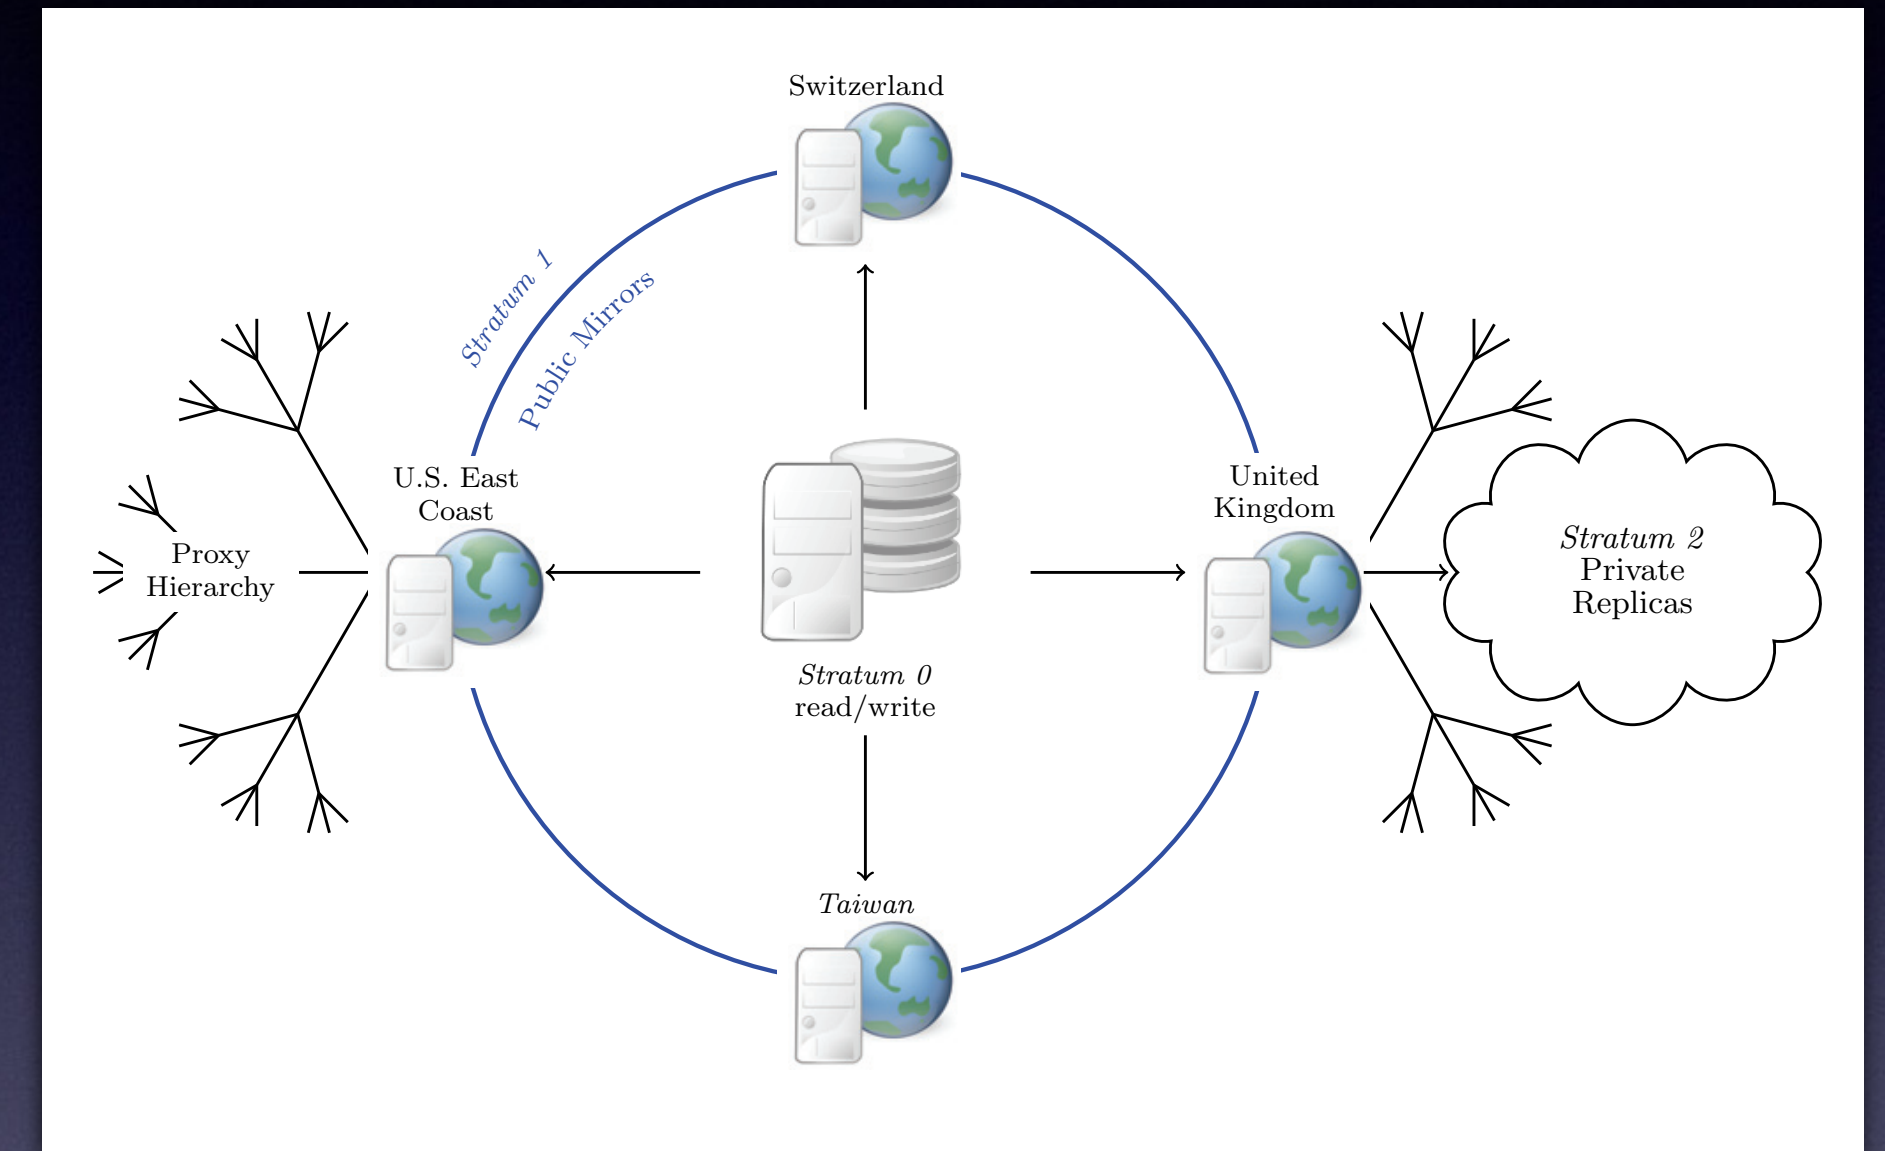 Switzerland
Stratum 1
Public Mirrors
U.S. East
Coast
United
Kingdom
Proxy
Hierarchy
Stratum 2
Private
Replicas
Stratum 0
read/write
Taiwan